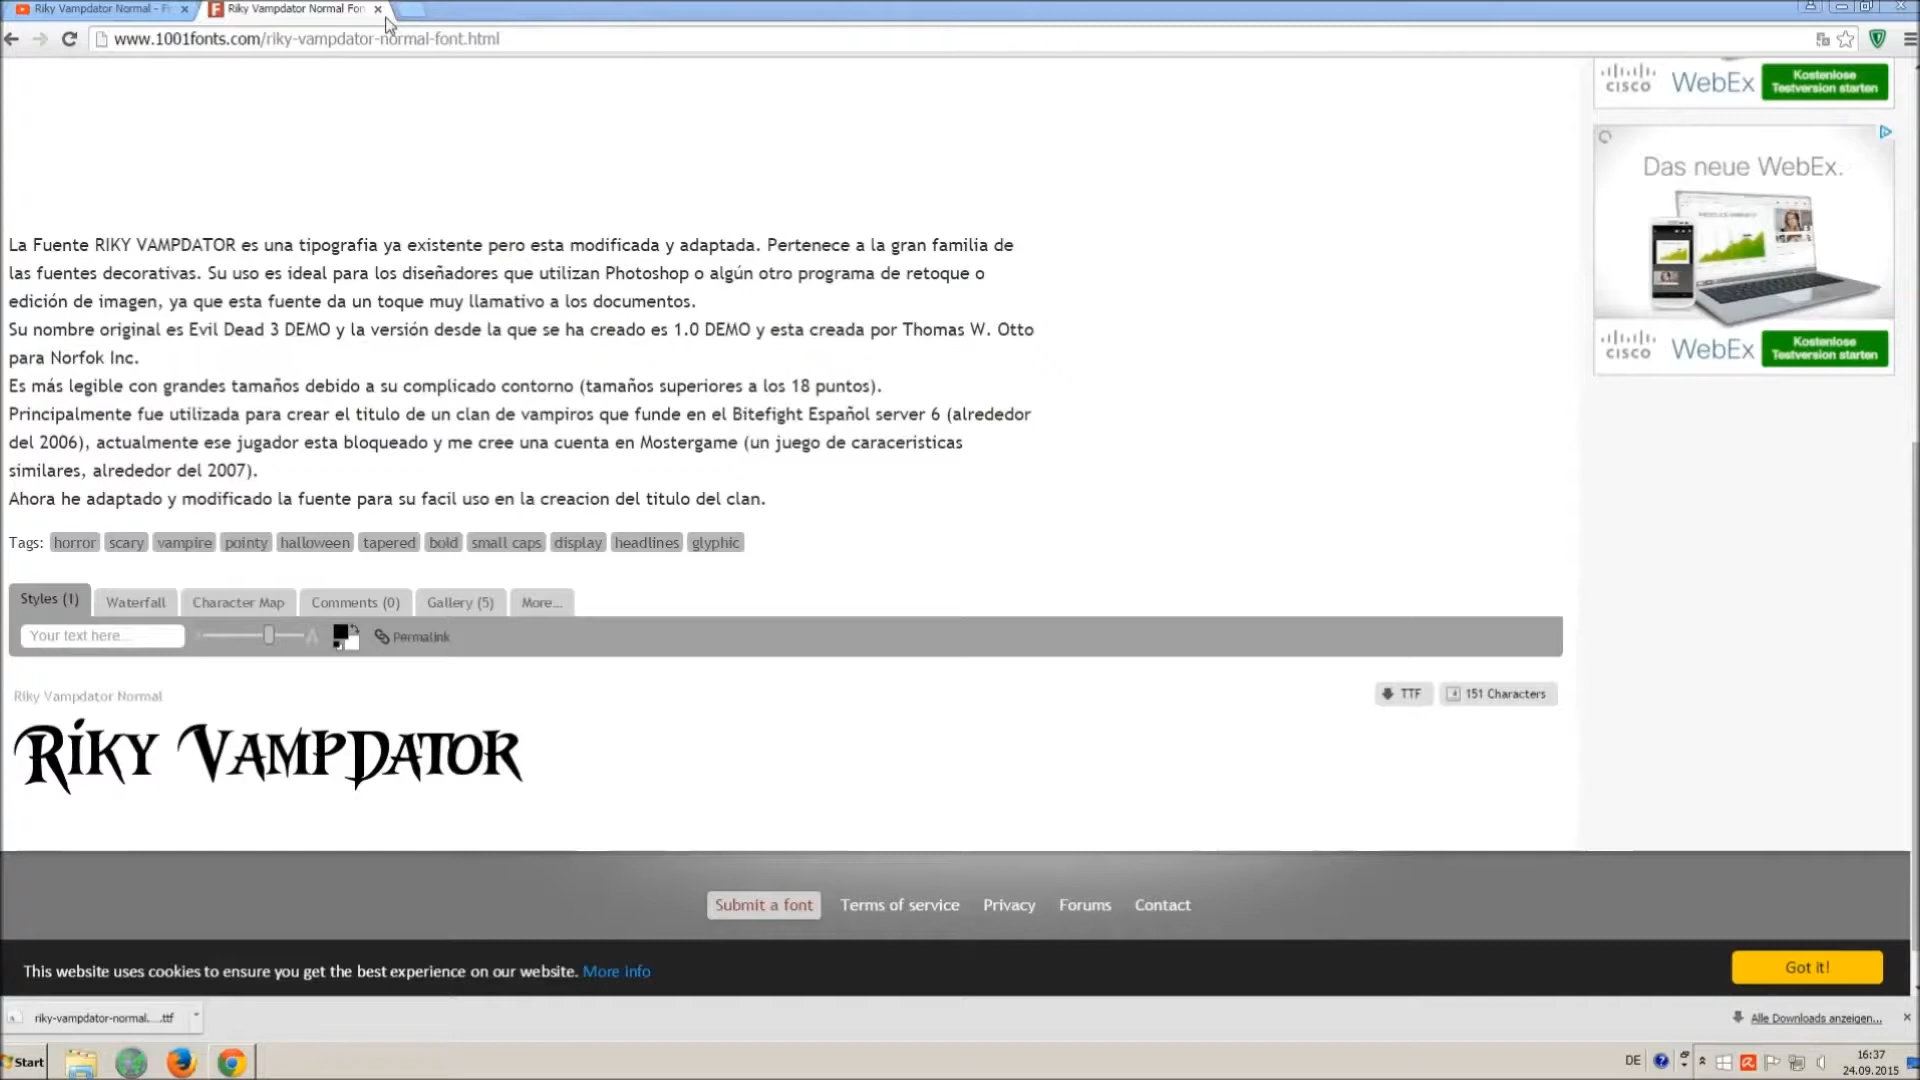 Riky Vampdator Normal - F
Riky Vampdator Normal Fon
www.1001fonts.com/riky-vampdator-normal-font.html
CISCO WebEx Kostenlose
Testversion starten
Das neue WebEx.
CISCO WebEx Kostenlose
Testversion starten
La Fuente RIKY VAMPDATOR es una tipografia ya existente pero esta modificada y adaptada. Pertenece a la gran familia de
las fuentes decorativas. Su uso es ideal para los diseñadores que utilizan Photoshop o algún otro programa de retoque o
edición de imagen, ya que esta fuente da un toque muy llamativo a los documentos.
Su nombre original es Evil Dead 3 DEMO y la versión desde la que se ha creado es 1.0 DEMO y esta creada por Thomas W. Otto
para Norfok Inc.
Es más legible con grandes tamaños debido a su complicado contorno (tamaños superiores a los 18 puntos).
Principalmente fue utilizada para crear el titulo de un clan de vampiros que funde en el Bitefight Español server 6 (alrededor
del 2006), actualmente ese jugador esta bloqueado y me cree una cuenta en Mostergame (un juego de caraceristicas
similares, alrededor del 2007).
Ahora he adaptado y modificado la fuente para su facil uso en la creacion del titulo del clan.
Tags: horror scary vampire pointy halloween tapered bold small caps display headlines glyphic
Styles (1) Waterfall Character Map Comments (0) Gallery (5) More...
Your text here... Permalink
Riky Vampdator Normal
TTF 151 Characters
Riky VampDator
Submit a font Terms of service Privacy Forums Contact
This website uses cookies to ensure you get the best experience on our website. More info
Got it!
riky-vampdator-normal....ttf
Alle Downloads anzeigen...
Start
DE
16:37
24.09.2015